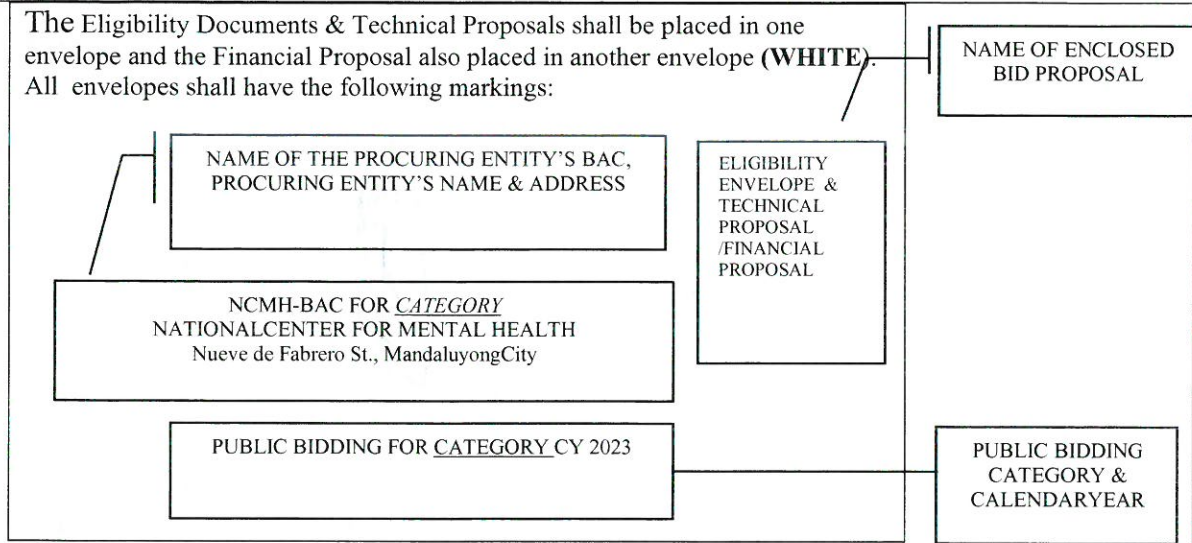 The Eligibility Documents & Technical Proposals shall be placed in one
envelope and the Financial Proposal also placed in another envelope (WHITE).
All envelopes shall have the following markings:
NAME OF ENCLOSED
BID PROPOSAL
NAME OF THE PROCURING ENTITY'S BAC,
PROCURING ENTITY'S NAME & ADDRESS
ELIGIBILITY
ENVELOPE &
TECHNICAL
PROPOSAL
/FINANCIAL
PROPOSAL
NCMH-BAC FOR CATEGORY
NATIONALCENTER FOR MENTAL HEALTH
Nueve de Fabrero St., MandaluyongCity
PUBLIC BIDDING FOR CATEGORY CY 2023
PUBLIC BIDDING
CATEGORY &
CALENDARYEAR